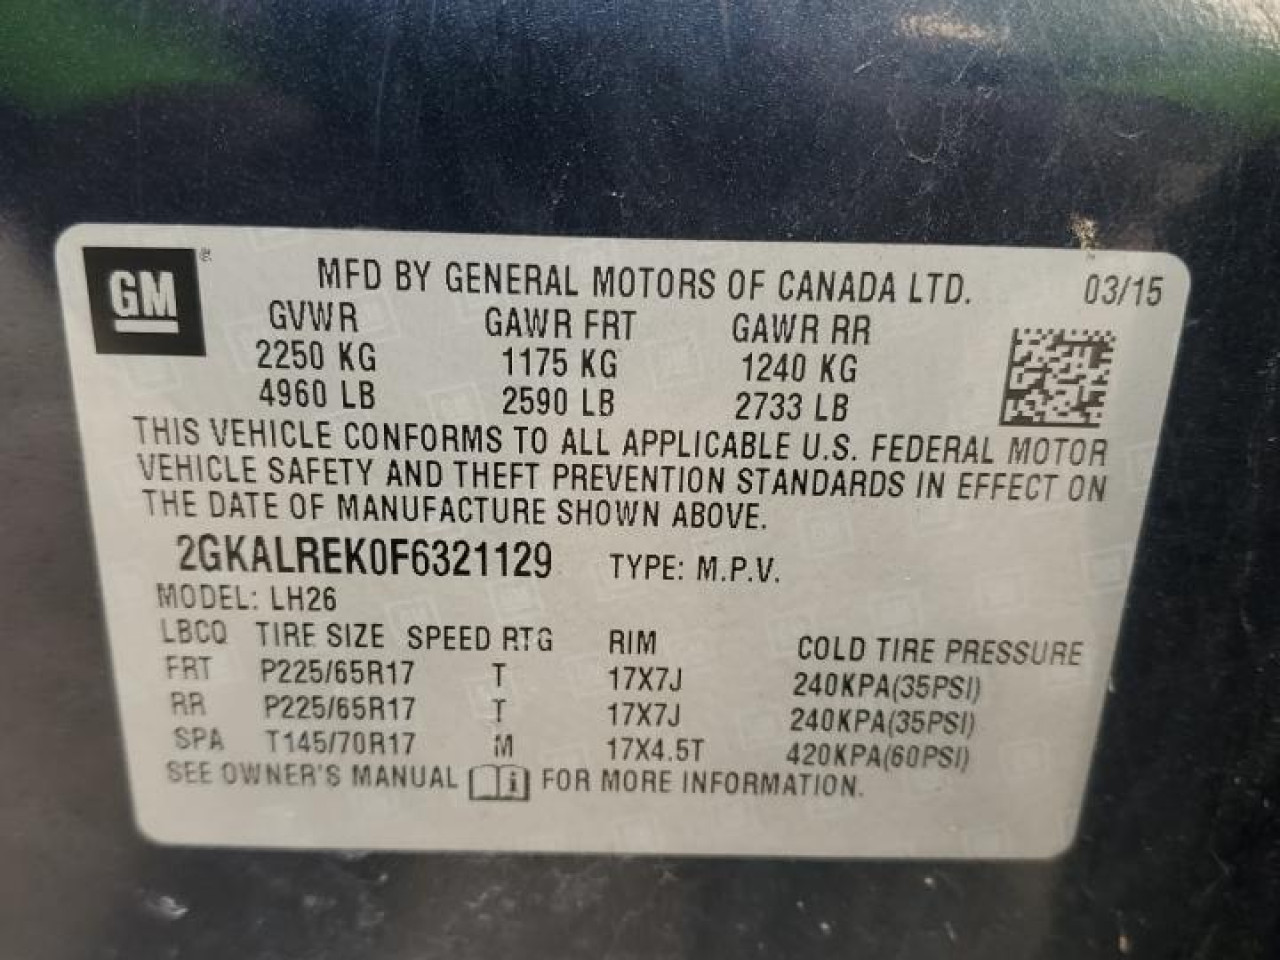 GM ®
MFD BY GENERAL MOTORS OF CANADA LTD. 03/15
GVWR GAWR FRT GAWR RR
2250 KG 1175 KG 1240 KG
4960 LB 2590 LB 2733 LB
THIS VEHICLE CONFORMS TO ALL APPLICABLE U.S. FEDERAL MOTOR
VEHICLE SAFETY AND THEFT PREVENTION STANDARDS IN EFFECT ON
THE DATE OF MANUFACTURE SHOWN ABOVE.
2GKALREK0F6321129 TYPE: M.P.V.
MODEL: LH26
LBCQ TIRE SIZE SPEED RTG RIM COLD TIRE PRESSURE
FRT P225/65R17 T 17X7J 240KPA(35PSI)
RR P225/65R17 T 17X7J 240KPA(35PSI)
SPA T145/70R17 M 17X4.5T 420KPA(60PSI)
SEE OWNER'S MANUAL i FOR MORE INFORMATION.